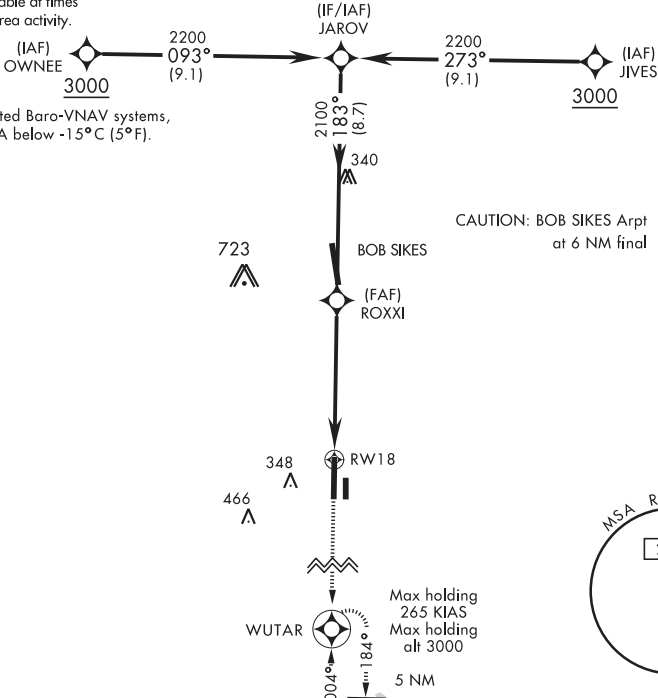 able at times
rea activity.
(IF/IAF)
JAROV
(IAF)
OWNEE
3000
2200
093°
(9.1)
2200
273°
(9.1)
(IAF)
JIVES
3000
ted Baro-VNAV systems,
A below -15°C (5°F).
2100
183°
(8.7)
340
CAUTION: BOB SIKES Arpt
at 6 NM final
723
BOB SIKES
(FAF)
ROXXI
RW18
348
466
MSA R
WUTAR
Max holding
265 KIAS
Max holding
alt 3000
004°
184°
5 NM